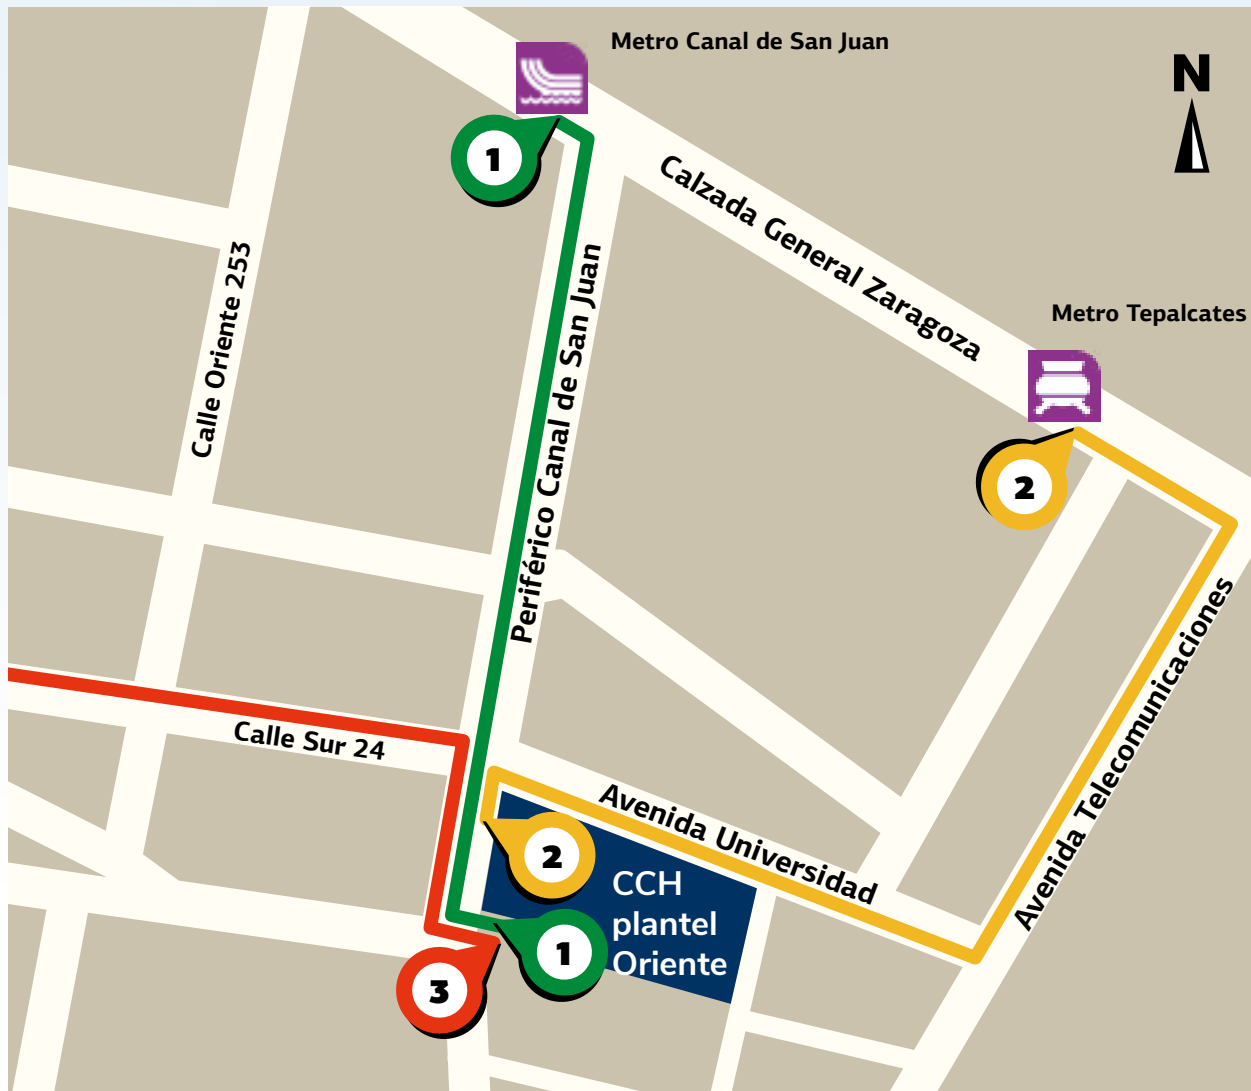 Metro Canal de San Juan
N
1
Calzada General Zaragoza
Calle Oriente 253
Periférico Canal de San Juan
Metro Tepalcates
2
Avenida Telecomunicaciones
Calle Sur 24
Avenida Universidad
2
CCH
plantel
Oriente
1
3